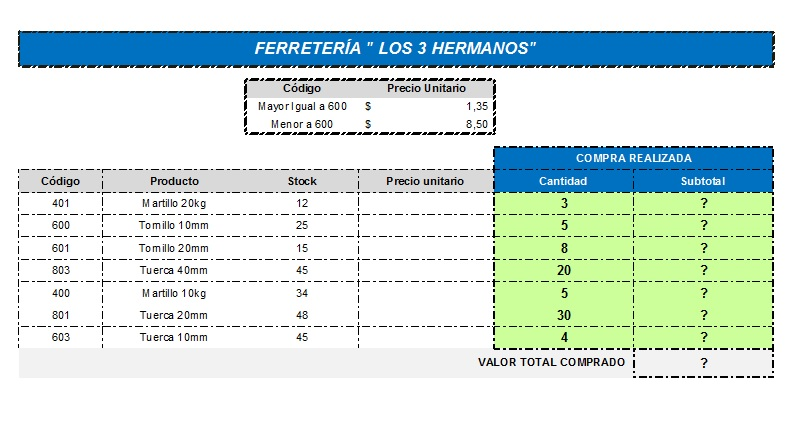 FERRETERÍA " LOS 3 HERMANOS"
Código Precio Unitario
Mayor Igual a 600 $ 1,35
Menor a 600 $ 8,50
COMPRA REALIZADA
Código Producto Stock Precio unitario Cantidad Subtotal
401 Martillo 20kg 12 3 ?
600 Tornillo 10mm 25 5 ?
601 Tornillo 20mm 15 8 ?
803 Tuerca 40mm 45 20 ?
400 Martillo 10kg 34 5 ?
801 Tuerca 20mm 48 30 ?
603 Tuerca 10mm 45 4 ?
VALOR TOTAL COMPRADO ?